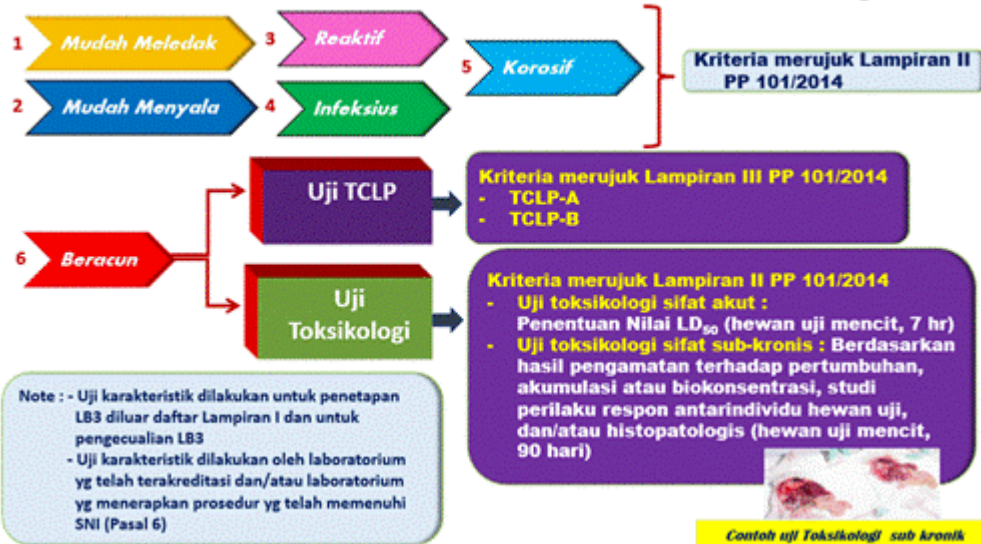 1 Mudah Meledak
2 Mudah Menyala
3 Reaktif
4 Infeksius
5 Korosif
Kriteria merujuk Lampiran II
PP 101/2014
6 Beracun
Uji TCLP
Kriteria merujuk Lampiran III PP 101/2014
- TCLP-A
- TCLP-B
Uji
Toksikologi
Kriteria merujuk Lampiran II PP 101/2014
- Uji toksikologi sifat akut :
Penentuan Nilai LD₅₀ (hewan uji mencit, 7 hr)
- Uji toksikologi sifat sub-kronis : Berdasarkan
hasil pengamatan terhadap pertumbuhan,
akumulasi atau biokonsentrasi, studi
perilaku respon antarindividu hewan uji,
dan/atau histopatologis (hewan uji mencit,
90 hari)
Note : - Uji karakteristik dilakukan untuk penetapan
LB3 diluar daftar Lampiran I dan untuk
pengecualian LB3
- Uji karakteristik dilakukan oleh laboratorium
yg telah terakreditasi dan/atau laboratorium
yg menerapkan prosedur yg telah memenuhi
SNI (Pasal 6)
Contoh uji Toksikologi sub kronik